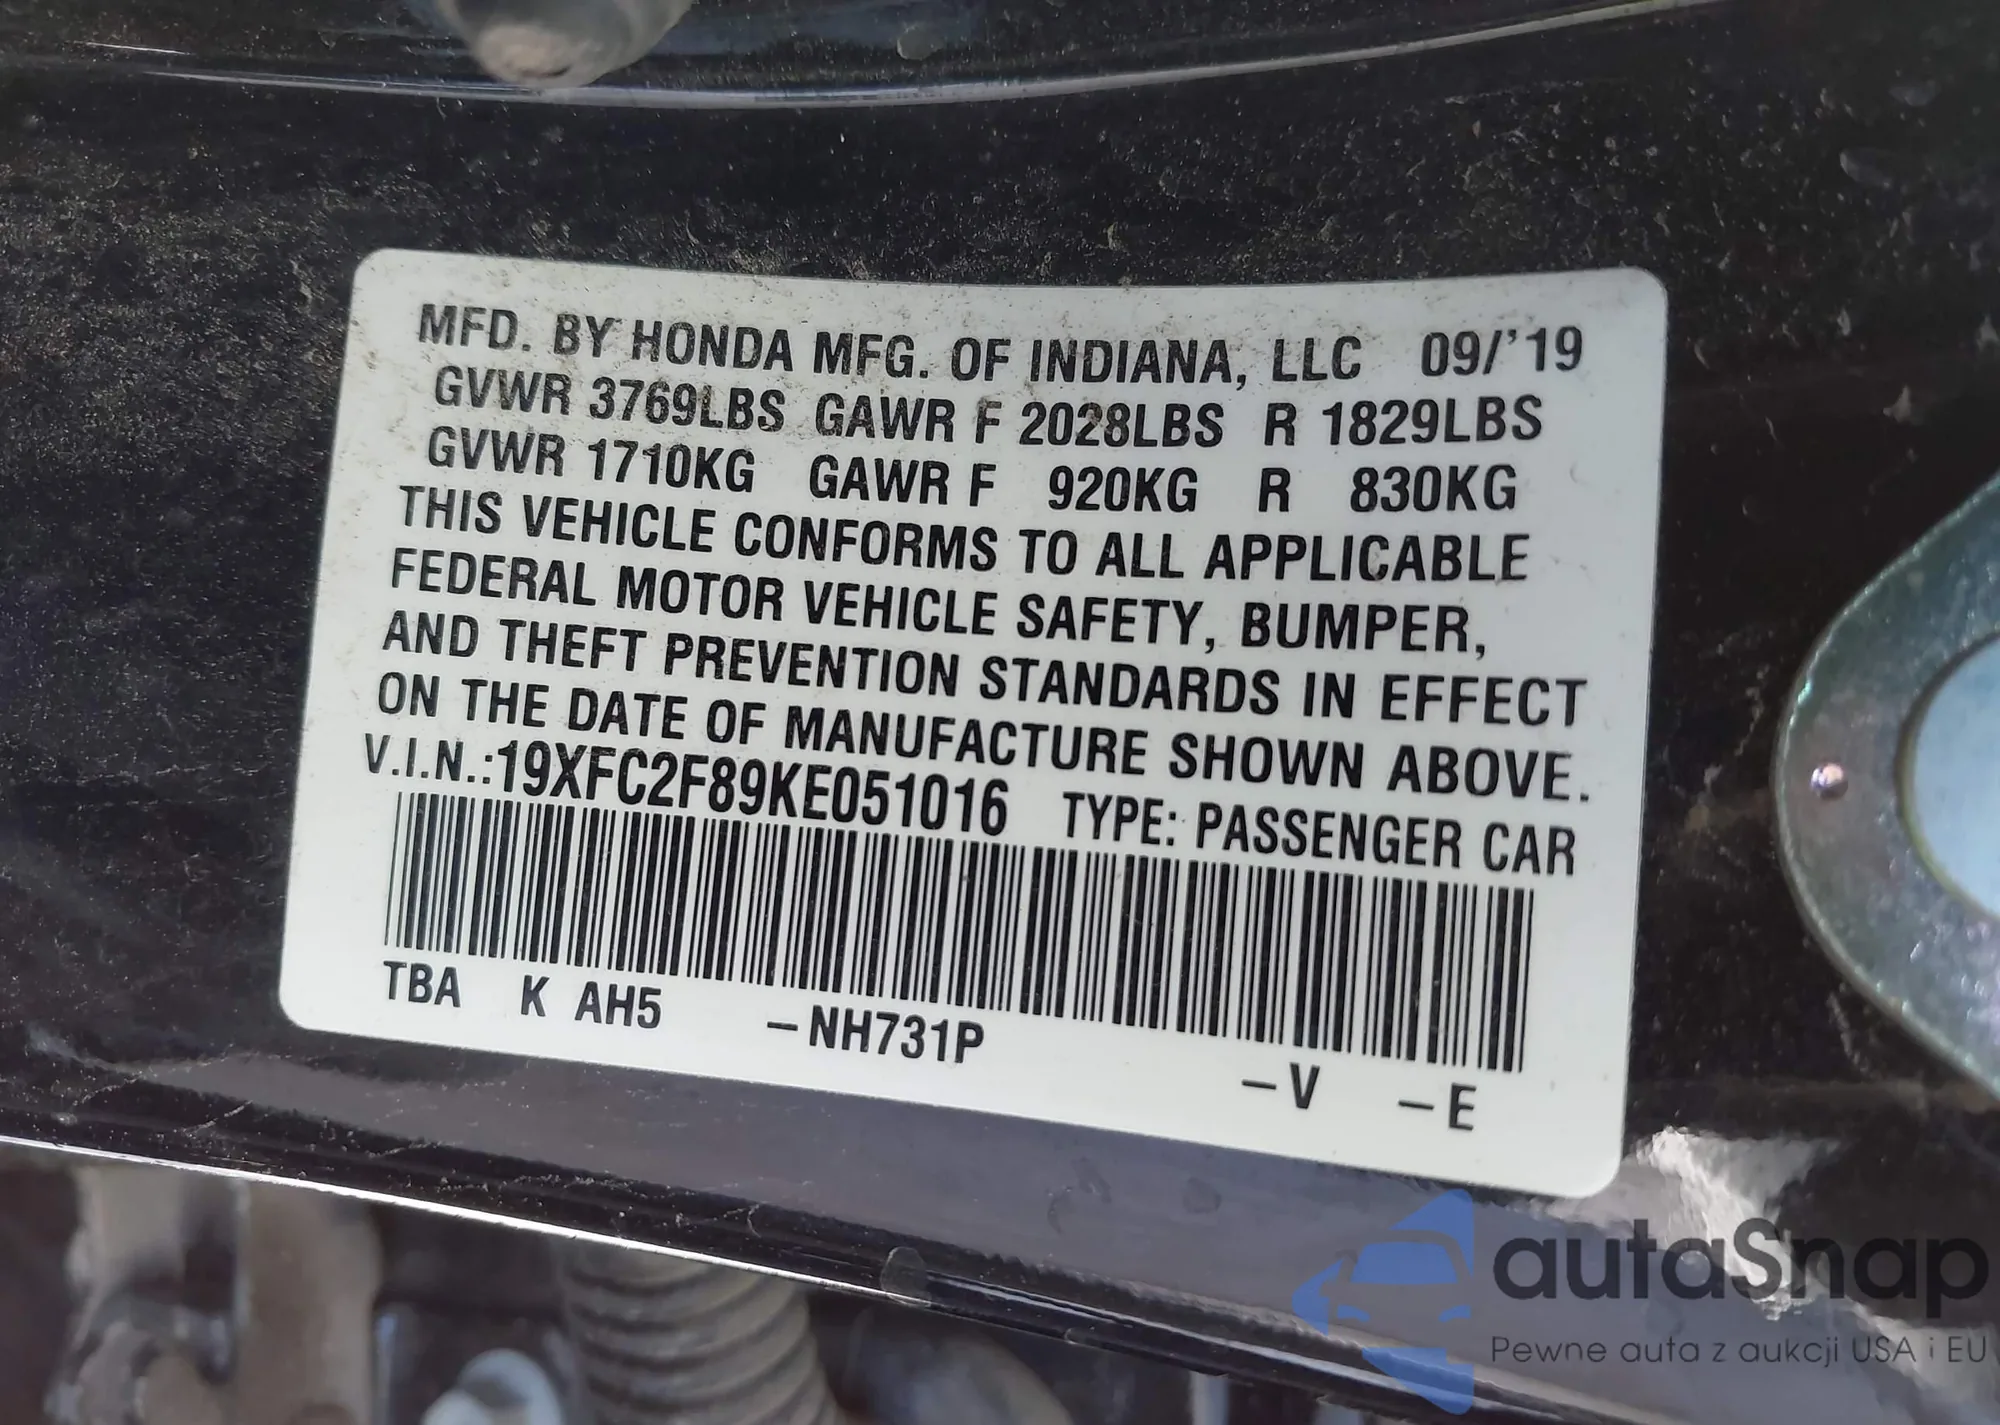 MFD. BY HONDA MFG. OF INDIANA, LLC 09/'19
GVWR 3769LBS GAWR F 2028LBS R 1829LBS
GVWR 1710KG GAWR F 920KG R 830KG
THIS VEHICLE CONFORMS TO ALL APPLICABLE
FEDERAL MOTOR VEHICLE SAFETY, BUMPER,
AND THEFT PREVENTION STANDARDS IN EFFECT
ON THE DATE OF MANUFACTURE SHOWN ABOVE.
V.I.N.:19XFC2F89KE051016 TYPE: PASSENGER CAR
TBA K AH5 –NH731P –V –E
autaSnap
Pewne auta z aukcji USA i EU